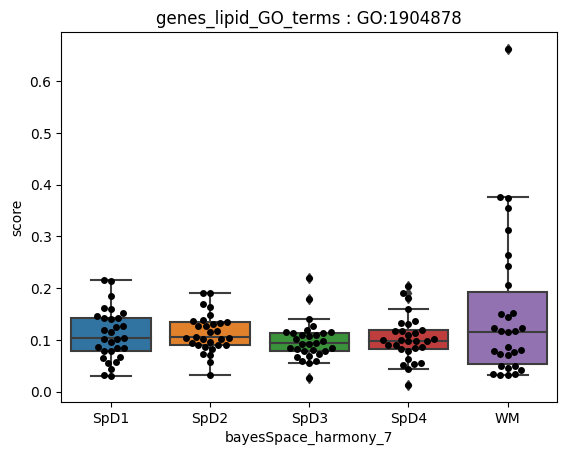 genes_lipid_GO_terms : GO:1904878
score
0.6
0.5
0.4
0.3
0.2
0.1
0.0
SpD1 SpD2 SpD3 SpD4 WM
bayesSpace_harmony_7